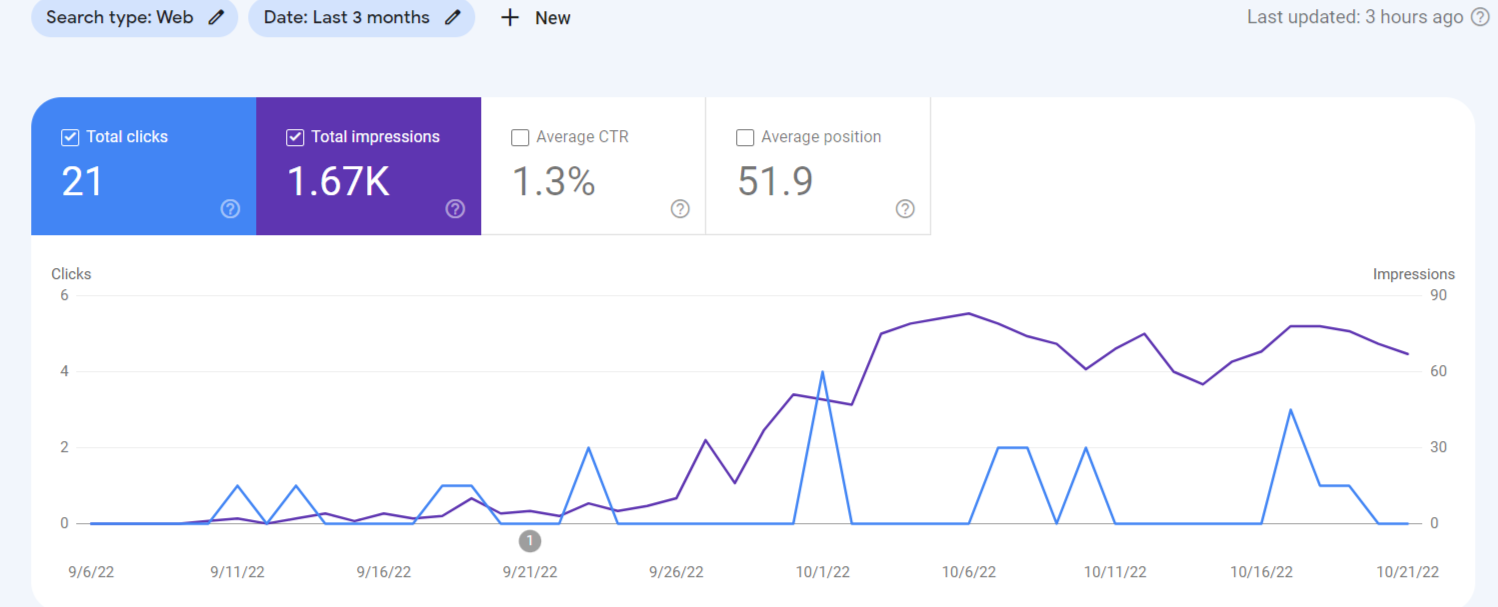 Search type: Web
Date: Last 3 months
+ New
Last updated: 3 hours ago
Total clicks
21
Total impressions
1.67K
Average CTR
1.3%
Average position
51.9
Clicks
Impressions
6
90
4
60
2
30
0
0
1
9/6/22
9/11/22
9/16/22
9/21/22
9/26/22
10/1/22
10/6/22
10/11/22
10/16/22
10/21/22